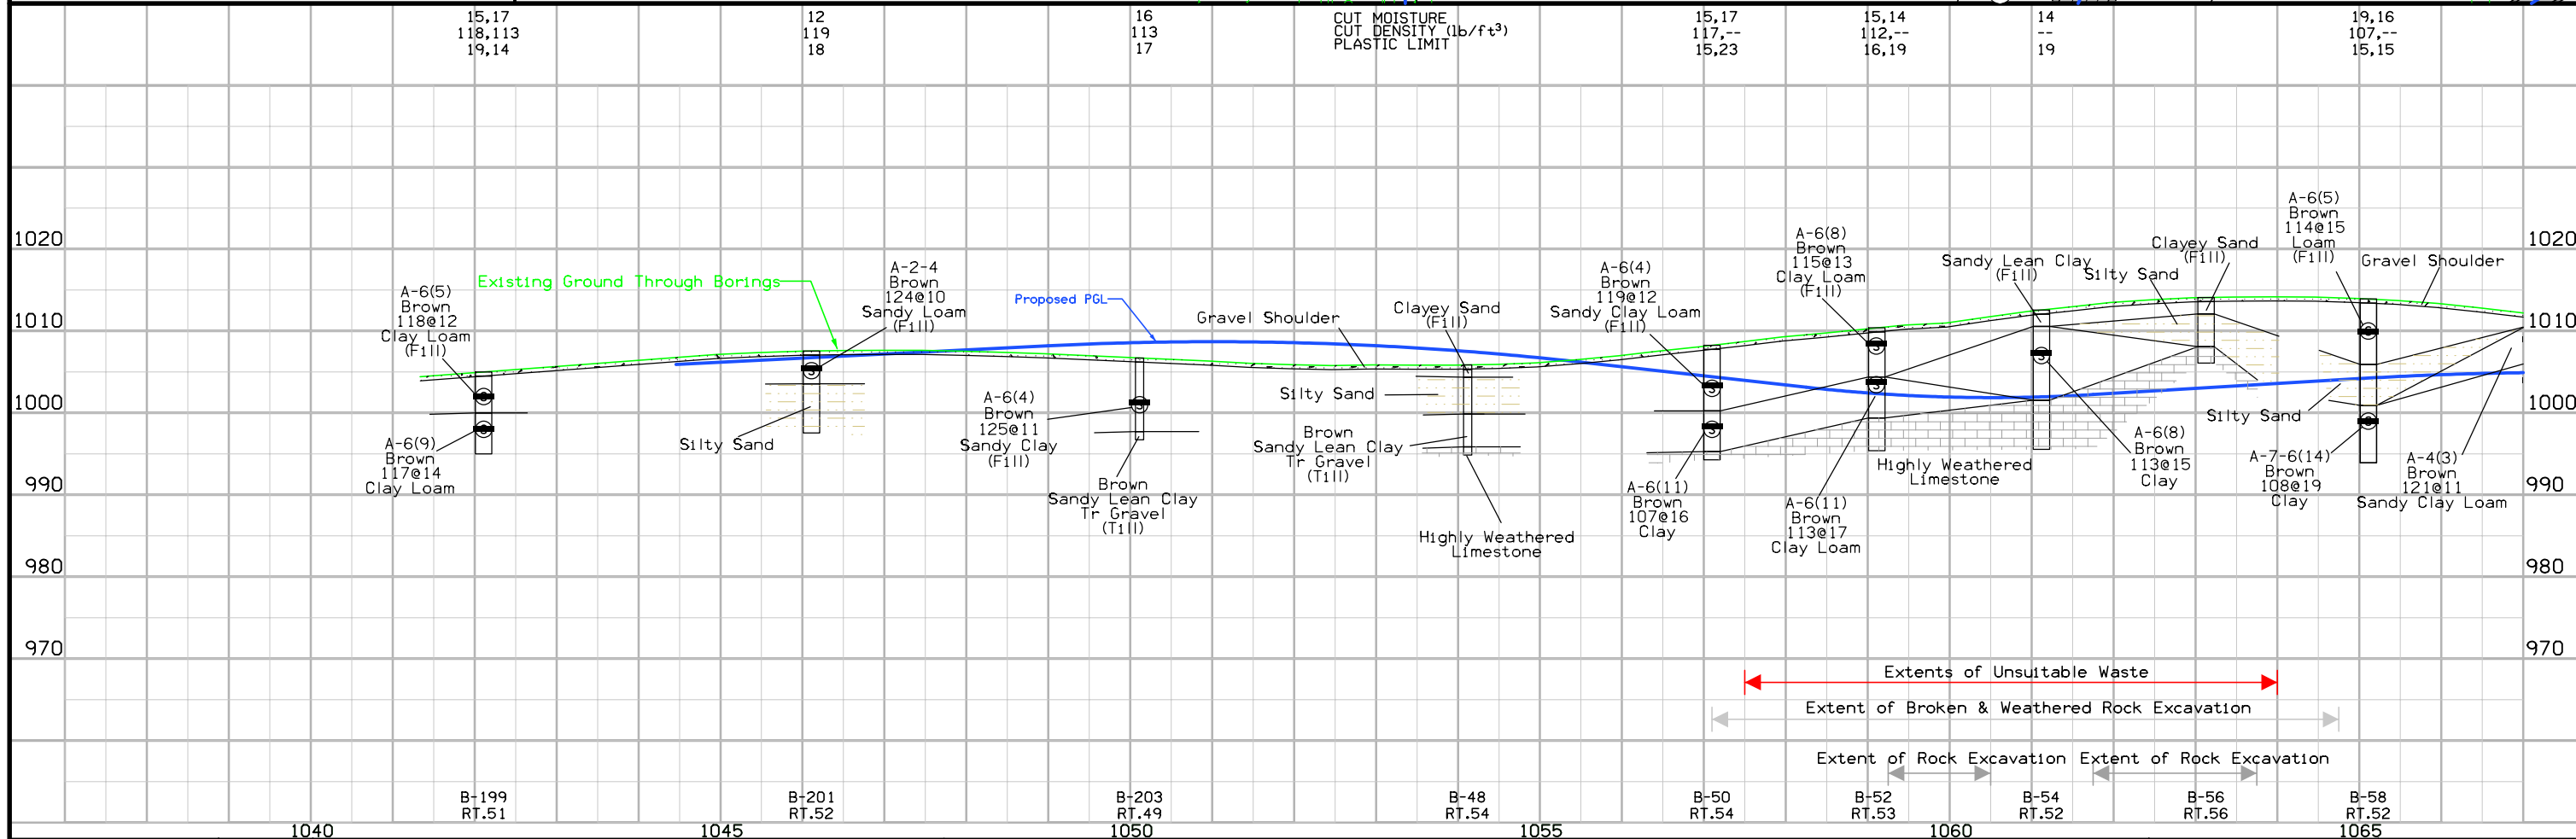 15,17
118,113
19,14
12
119
18
16
113
17
CUT MOISTURE
CUT DENSITY (lb/ft³)
PLASTIC LIMIT
15,17
117,--
15,23
15,14
112,--
16,19
14
--
19
19,16
107,--
15,15
1020
1010
1000
990
980
970
1020
1010
1000
990
980
970
A-6(5)
Brown
118@12
Clay Loam
(Fill)
A-6(9)
Brown
117@14
Clay Loam
Existing Ground Through Borings
A-2-4
Brown
124@10
Sandy Loam
(Fill)
Silty Sand
Proposed PGL
A-6(4)
Brown
125@11
Sandy Clay
(Fill)
Brown
Sandy Lean Clay
Tr Gravel
(Till)
Gravel Shoulder
Clayey Sand
(Fill)
Silty Sand
Brown
Sandy Lean Clay
Tr Gravel
(Till)
Highly Weathered
Limestone
A-6(4)
Brown
119@12
Sandy Clay Loam
(Fill)
A-6(11)
Brown
107@16
Clay
A-6(8)
Brown
115@13
Clay Loam
(Fill)
A-6(11)
Brown
113@17
Clay Loam
Highly Weathered
Limestone
Sandy Lean Clay
(Fill)
Silty Sand
Clayey Sand
(Fill)
A-6(8)
Brown
113@15
Clay
A-6(5)
Brown
114@15
Loam
(Fill)
Gravel Shoulder
Silty Sand
A-7-6(14)
Brown
108@19
Clay
A-4(3)
Brown
121@11
Sandy Clay Loam
Extents of Unsuitable Waste
Extent of Broken & Weathered Rock Excavation
Extent of Rock Excavation
Extent of Rock Excavation
B-199
RT.51
B-201
RT.52
B-203
RT.49
B-48
RT.54
B-50
RT.54
B-52
RT.53
B-54
RT.52
B-56
RT.56
B-58
RT.52
1040
1045
1050
1055
1060
1065